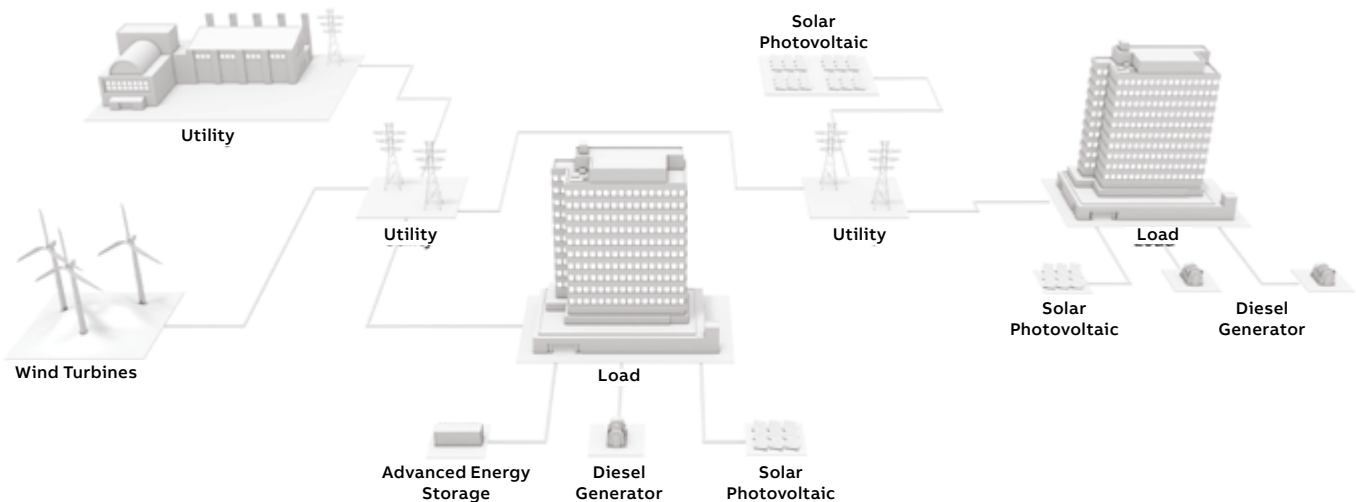 Solar
Photovoltaic
Utility
Utility
Utility
Load
Wind Turbines
Load
Solar
Photovoltaic
Diesel
Generator
Advanced Energy
Storage
Diesel
Generator
Solar
Photovoltaic